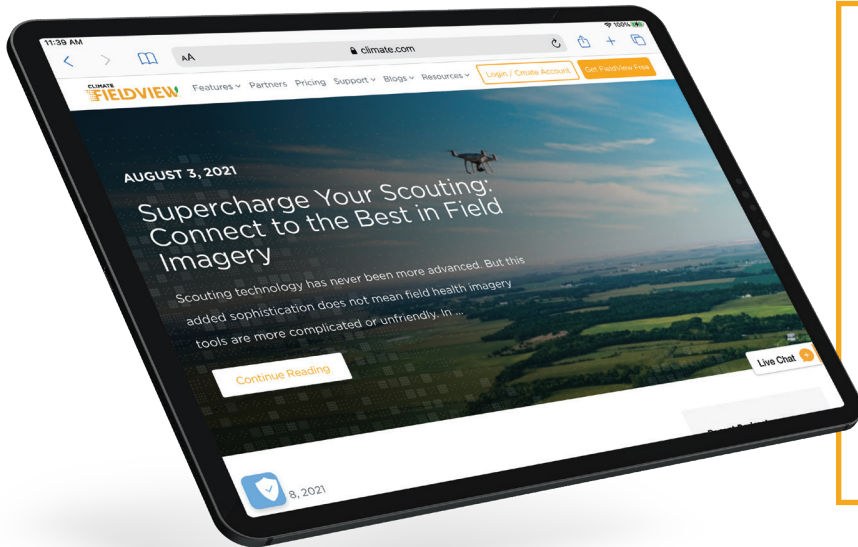 11:39 AM
100%
AA
climate.com
CLIMATE
FIELDVIEW
Features Partners Pricing Support Blogs Resources Login / Create Account Get FieldView Free
AUGUST 3, 2021
Supercharge Your Scouting:
Connect to the Best in Field
Imagery
Scouting technology has never been more advanced. But this
added sophistication does not mean field health imagery
tools are more complicated or unfriendly. In ...
Continue Reading
Live Chat
8, 2021